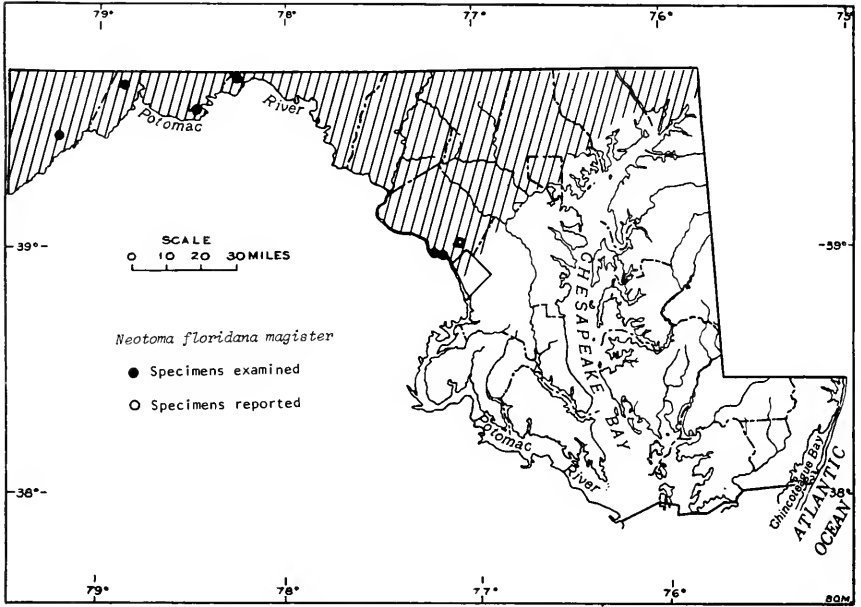 79° 78° 77° 76° 75°
Potomac River
39° 39°
SCALE
0 10 20 30 MILES
CHESAPEAKE BAY
Neotoma floridana magister
● Specimens examined
○ Specimens reported
Potomac River
38° 38°
Chincoteague Bay
ATLANTIC OCEAN
79° 78° 77° 76°
BQM